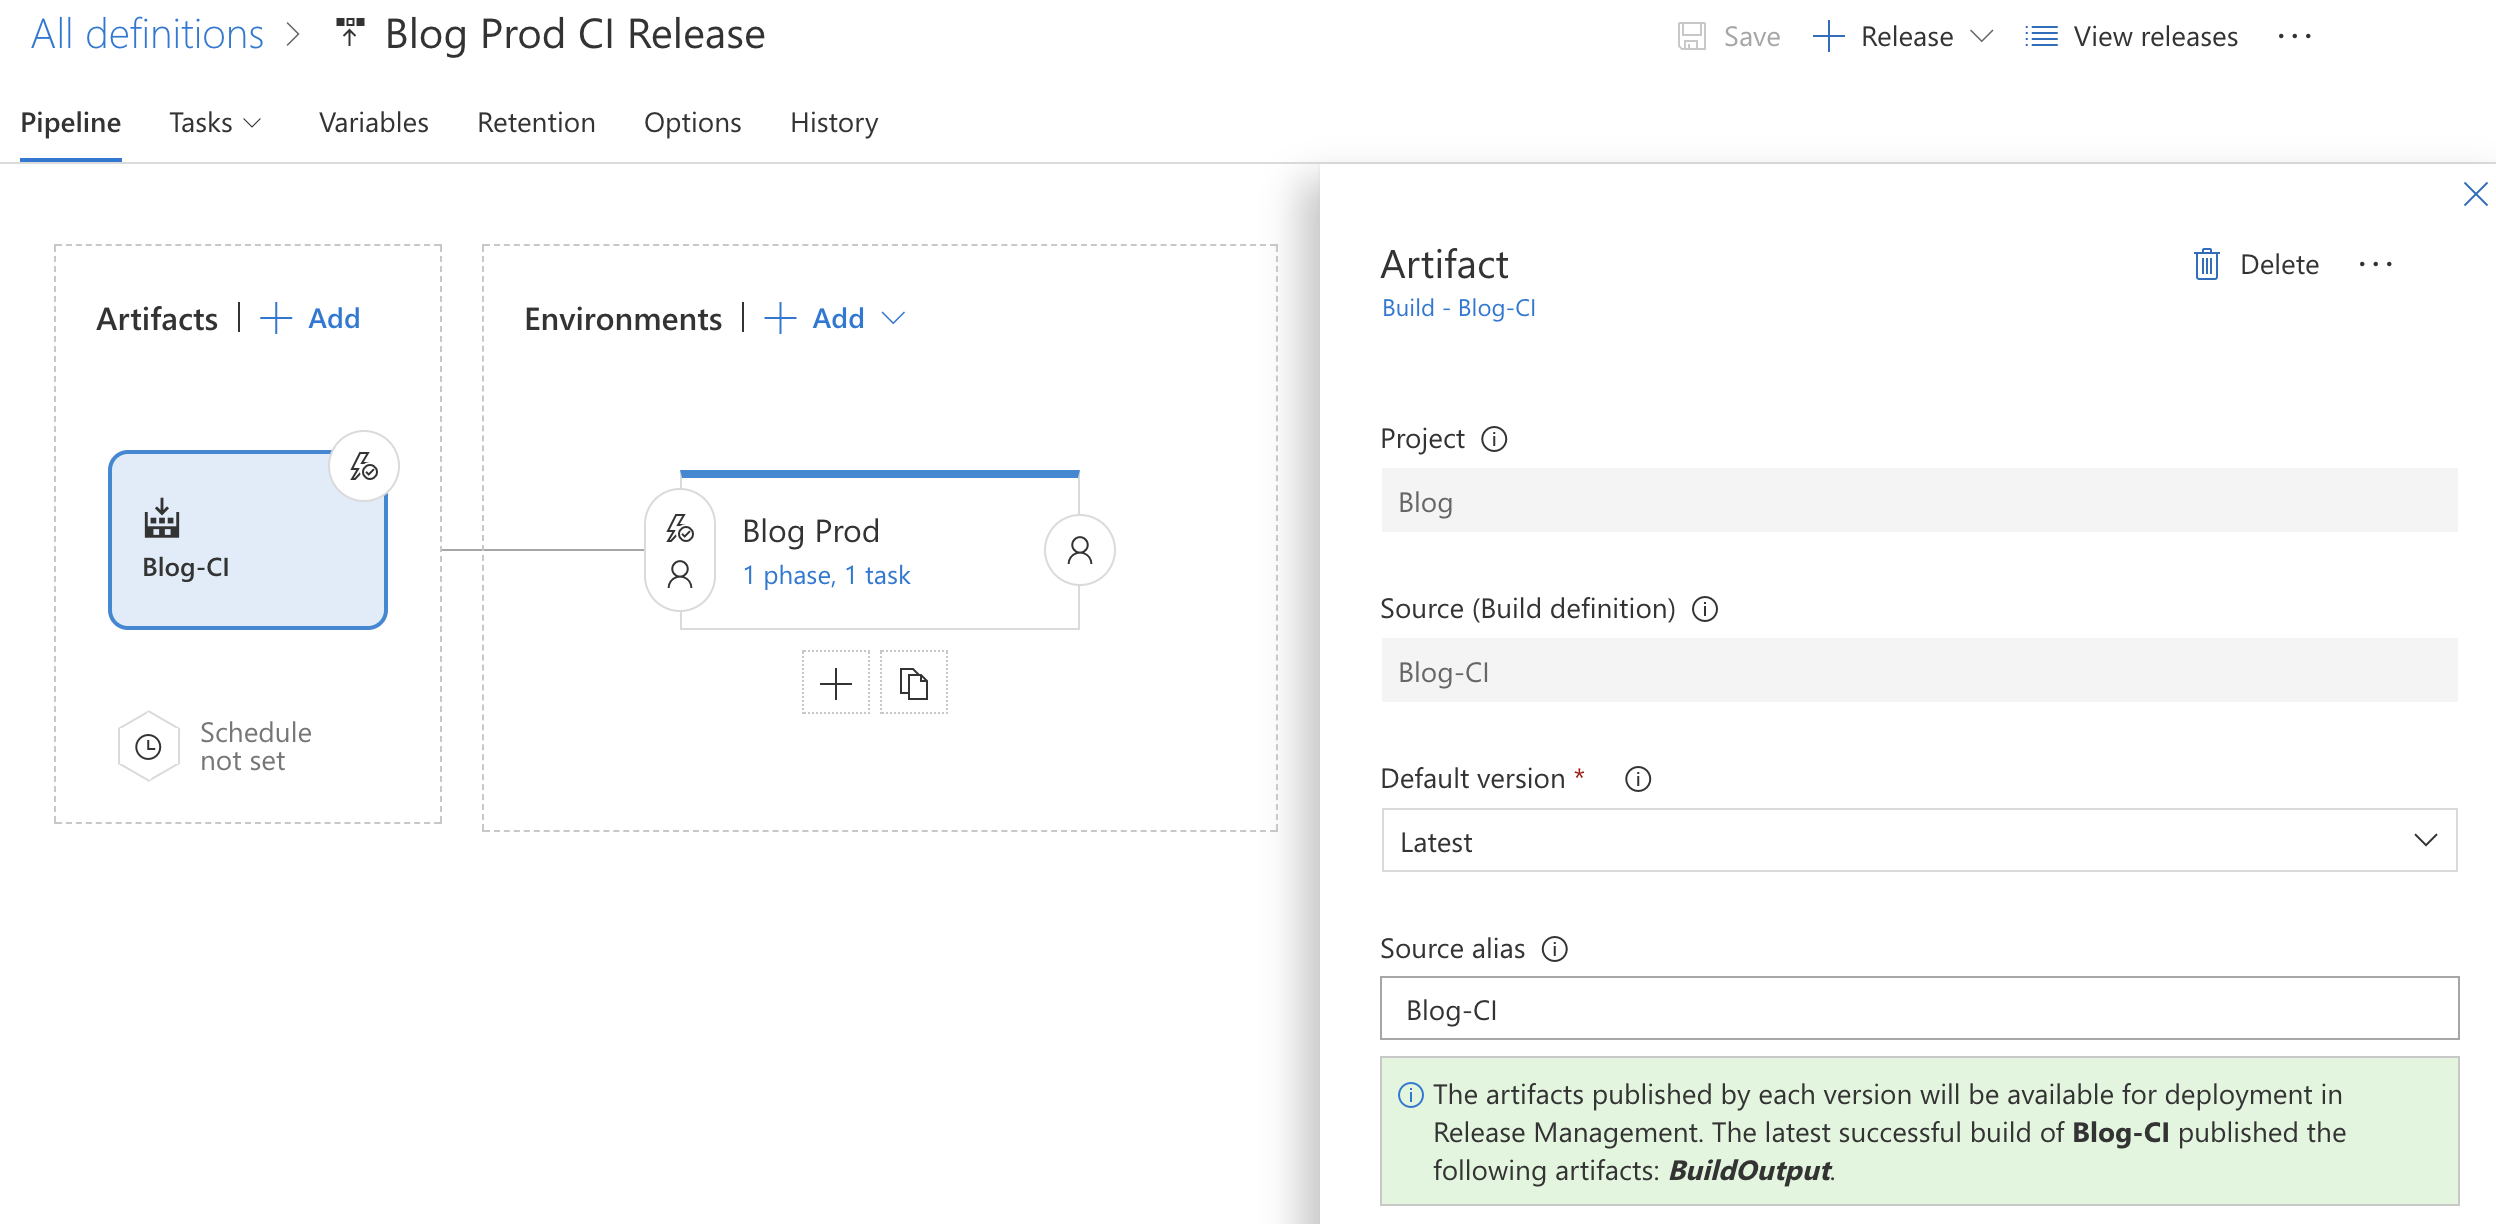 All definitions
Blog Prod CI Release
Save
Release
View releases
Pipeline
Tasks
Variables
Retention
Options
History
Artifacts
Add
Blog-CI
Schedule
not set
Environments
Add
Blog Prod
1 phase, 1 task
Artifact
Delete
Build - Blog-CI
Project
Blog
Source (Build definition)
Blog-CI
Default version *
Latest
Source alias
Blog-CI
The artifacts published by each version will be available for deployment in
Release Management. The latest successful build of Blog-CI published the
following artifacts: BuildOutput.